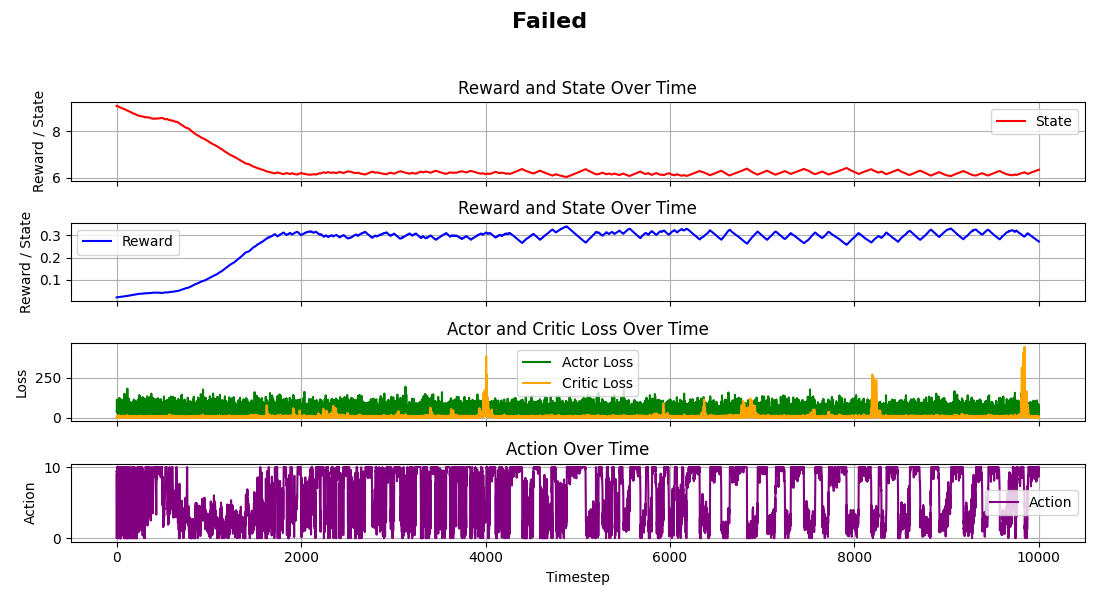 Failed
Reward and State Over Time
Reward / State
8
6
State
Reward and State Over Time
Reward / State
0.3
0.2
0.1
Reward
Actor and Critic Loss Over Time
Loss
250
0
Actor Loss
Critic Loss
Action Over Time
Action
10
0
Action
0 2000 4000 6000 8000 10000
Timestep